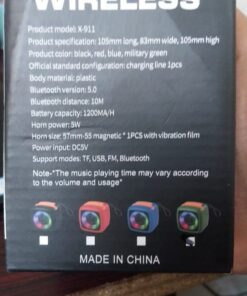 WIRELESS
Product model: X-911
Product specification: 105mm long, 83mm wide, 105mm high
Product color: black, red, blue, military green
Official standard configuration: charging line 1pcs
Body material: plastic
Bluetooth version: 5.0
Bluetooth distance: 10M
Battery capacity: 1200MA/H
Horn power: 5W
Horn size: 57mm-55 magnetic * 1PCS with vibration film
Power input: DC5V
Support modes: TF, USB, FM, Bluetooth
Note-*The music playing time may vary according
to the volume and usage*
MADE IN CHINA